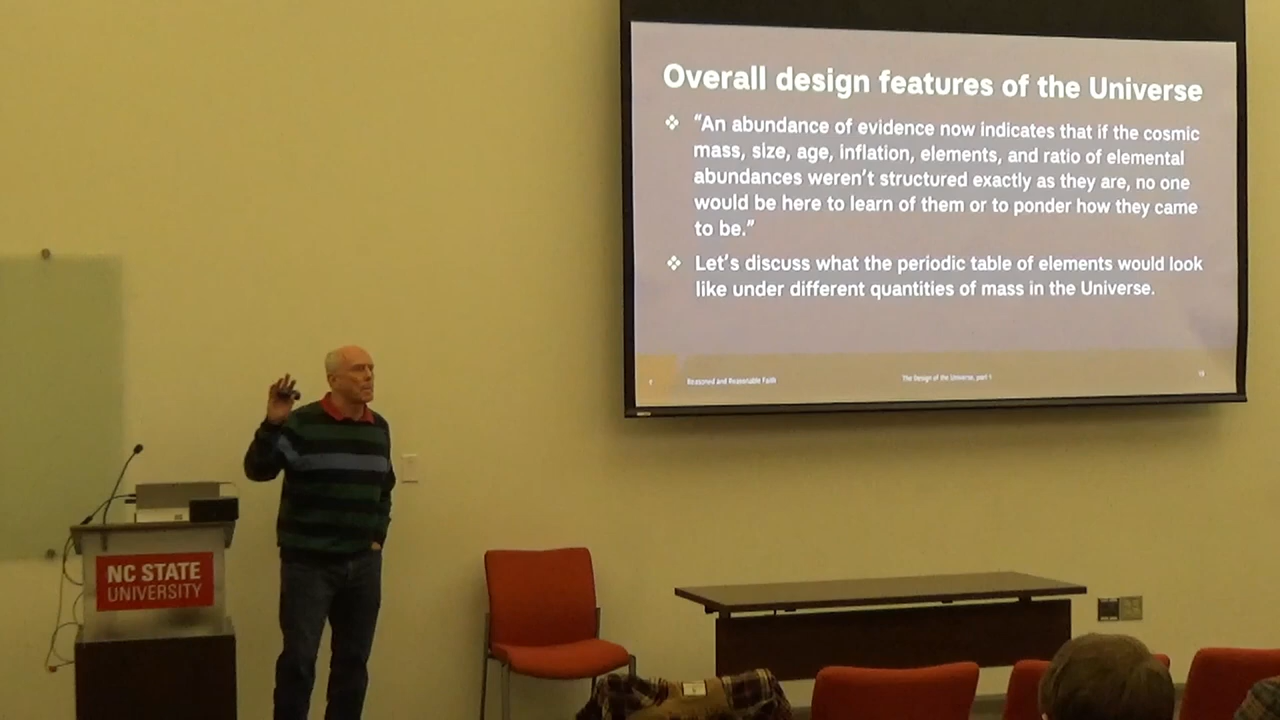 Overall design features of the Universe
❖ “An abundance of evidence now indicates that if the cosmic
mass, size, age, inflation, elements, and ratio of elemental
abundances weren’t structured exactly as they are, no one
would be here to learn of them or to ponder how they came
to be.”
❖ Let’s discuss what the periodic table of elements would look
like under different quantities of mass in the Universe.
Reasoned and Reasonable Faith
The Design of the Universe, part 1
NC STATE
UNIVERSITY